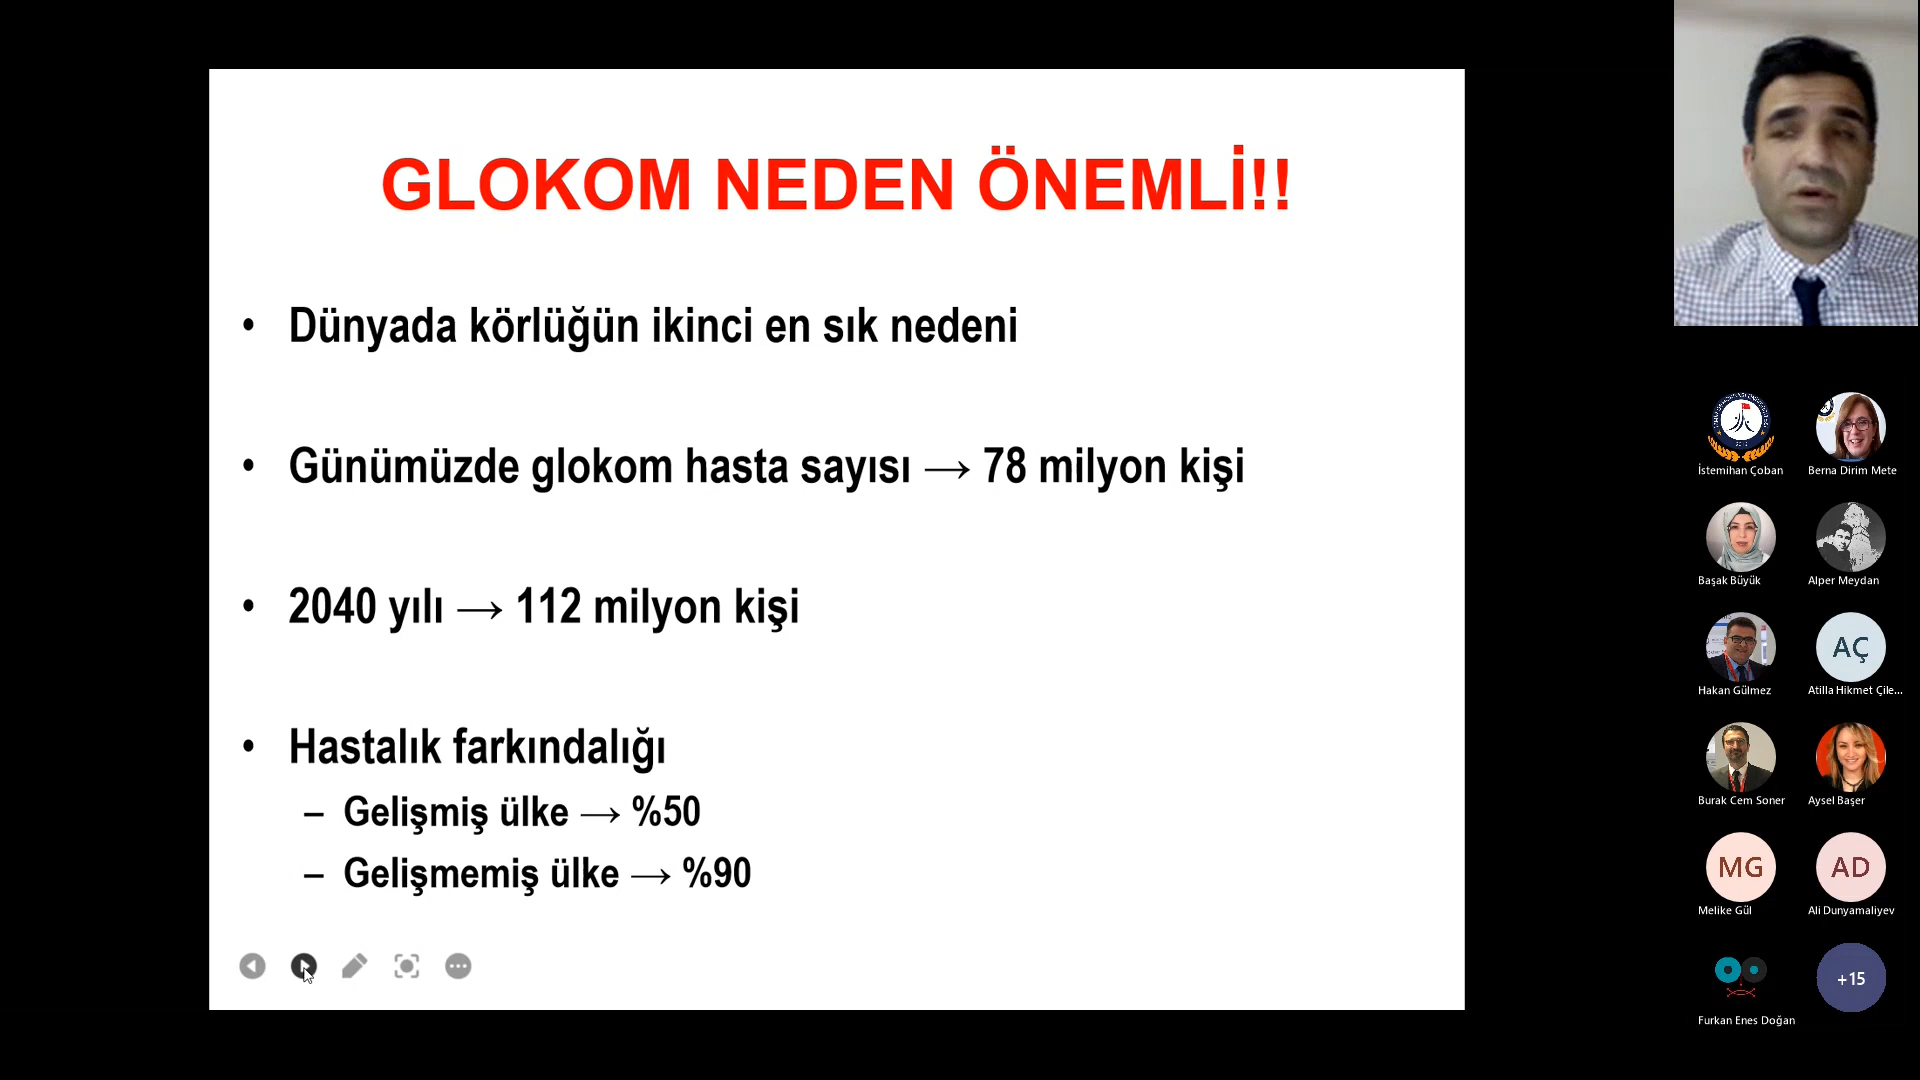 GLOKOM NEDEN ÖNEMLİ!!
• Dünyada körlüğün ikinci en sık nedeni
• Günümüzde glokom hasta sayısı → 78 milyon kişi
• 2040 yılı → 112 milyon kişi
• Hastalık farkındalığı
– Gelişmiş ülke → %50
– Gelişmemiş ülke → %90
İstemihan Çoban
Berna Dirim Mete
Başak Büyük
Alper Meydan
Hakan Gülmez
AÇ
Atilla Hikmet Çile...
Burak Cem Soner
Aysel Başer
MG
Melike Gül
AD
Ali Dunyamaliyev
Furkan Enes Doğan
+15